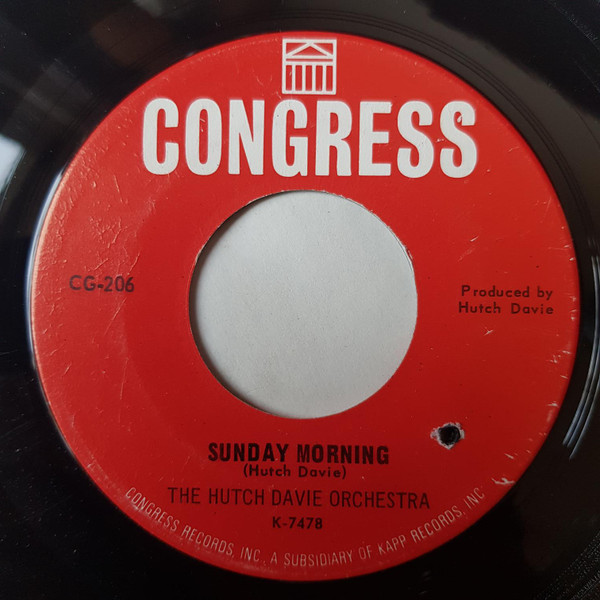 CONGRESS
CG-206
Produced by
Hutch Davie
SUNDAY MORNING
(Hutch Davie)
THE HUTCH DAVIE ORCHESTRA
K-7478
CONGRESS RECORDS, INC. A SUBSIDIARY OF KAPP RECORDS, INC.